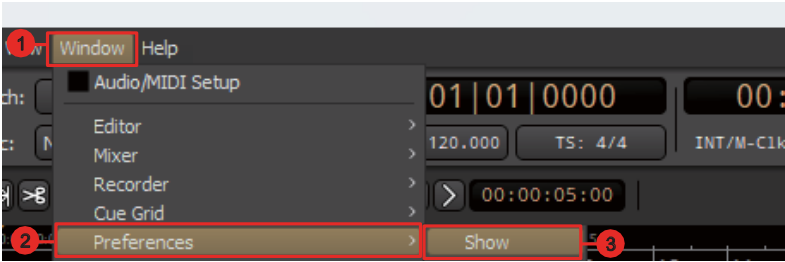 1
Window Help
Audio/MIDI Setup
ch:
01|01|0000
00:
Editor
120.000
TS: 4/4
INT/M-Clk
Mixer
Recorder
00:00:05:00
Cue Grid
2
Preferences
Show
3